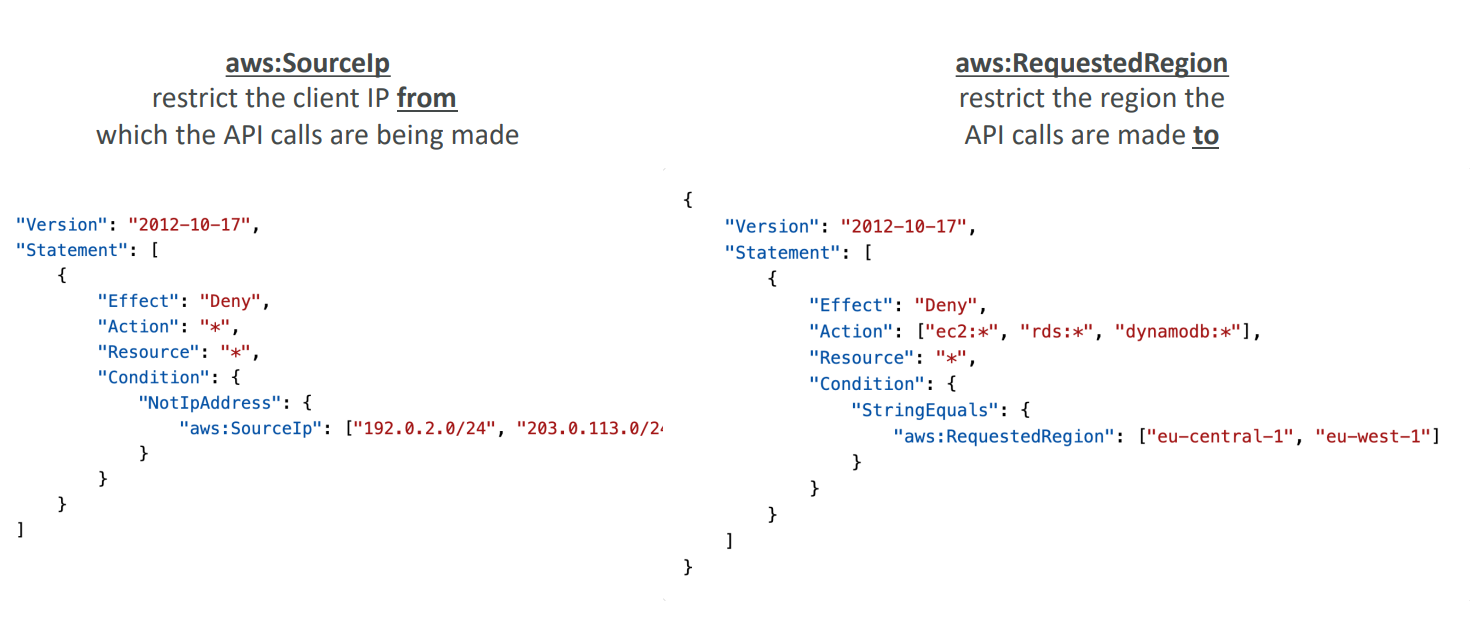 aws:SourceIp
restrict the client IP from
which the API calls are being made
"Version": "2012-10-17",
"Statement": [
{
"Effect": "Deny",
"Action": "*",
"Resource": "*",
"Condition": {
"NotIpAddress": {
"aws:SourceIp": ["192.0.2.0/24", "203.0.113.0/24
}
}
}
]
aws:RequestedRegion
restrict the region the
API calls are made to
{
"Version": "2012-10-17",
"Statement": [
{
"Effect": "Deny",
"Action": ["ec2:*", "rds:*", "dynamodb:*"],
"Resource": "*",
"Condition": {
"StringEquals": {
"aws:RequestedRegion": ["eu-central-1", "eu-west-1"]
}
}
}
]
}